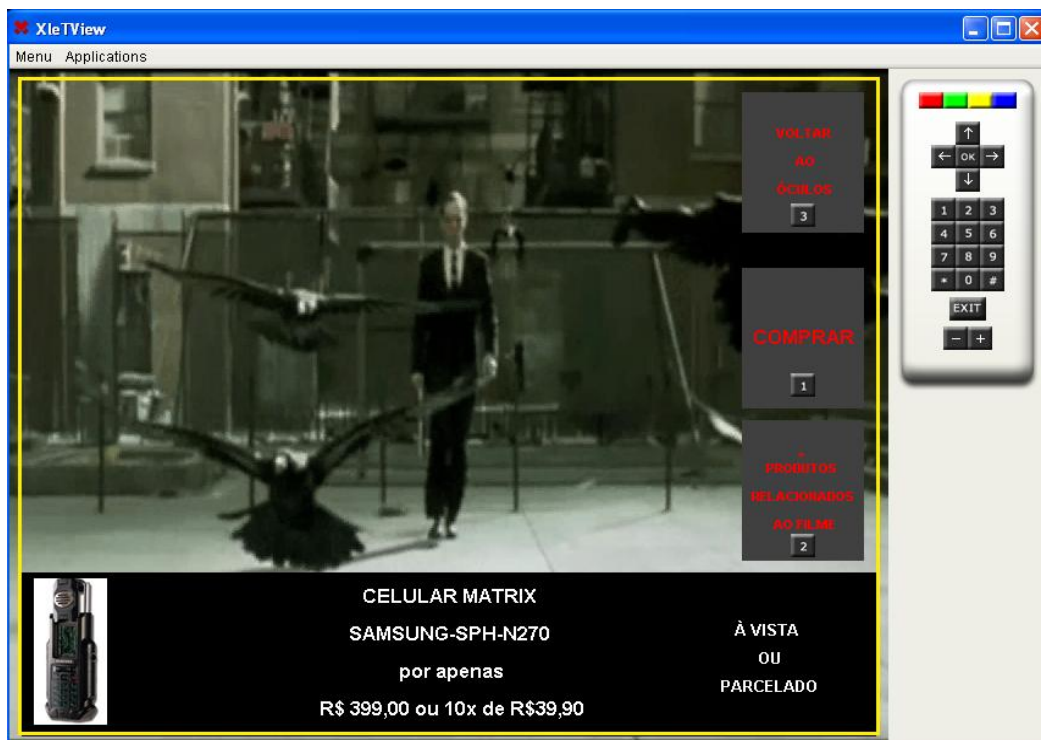 XleTView
Menu Applications
VOLTAR
AO
ÓCULOS
3
COMPRAR
1
+
PRODUTOS
RELACIONADOS
AO FILME
2
CELULAR MATRIX
SAMSUNG-SPH-N270
por apenas
R$ 399,00 ou 10x de R$39,90
À VISTA
OU
PARCELADO
OK
1 2 3
4 5 6
7 8 9
* 0 #
EXIT
- +